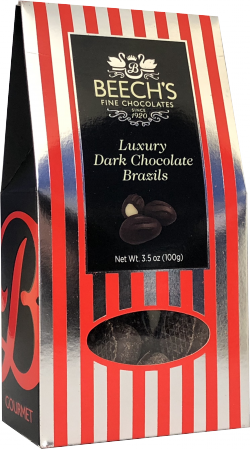 B
BEECH'S
FINE CHOCOLATES
SINCE
1920
Luxury
Dark Chocolate
Brazils
Net Wt. 3.5 oz (100g)
B
GOURMET